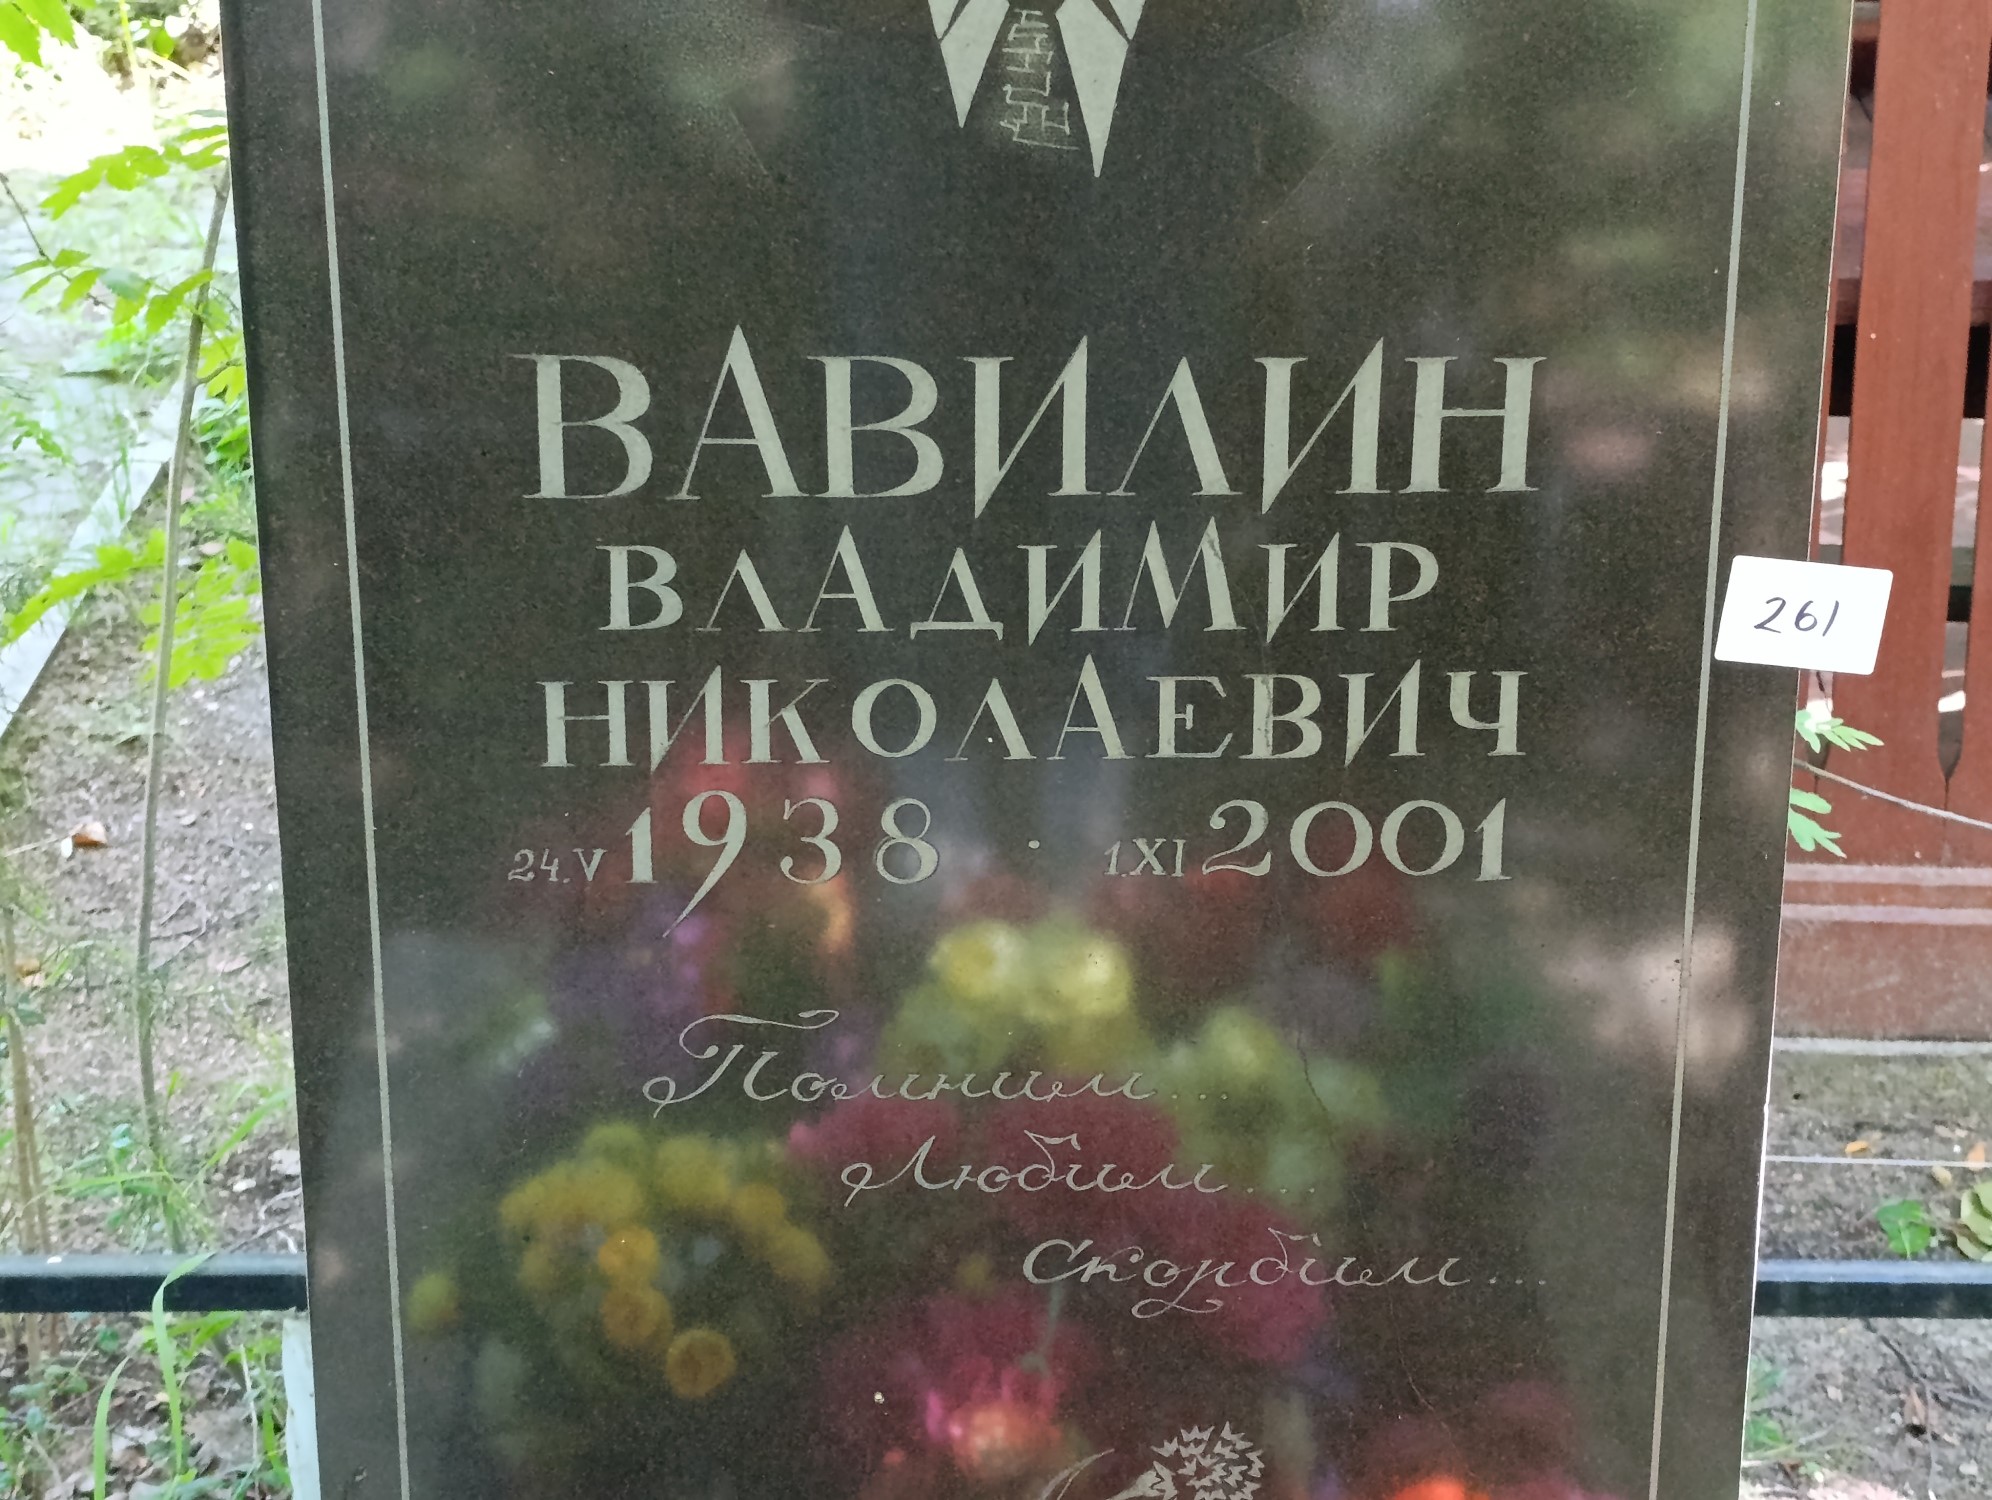 ВАВИЛИН
ВЛАДИМИР
261
НИКОЛАЕВИЧ
24.V 1938 · 1.XI 2001
Помним...
Любим...
Скорбим...